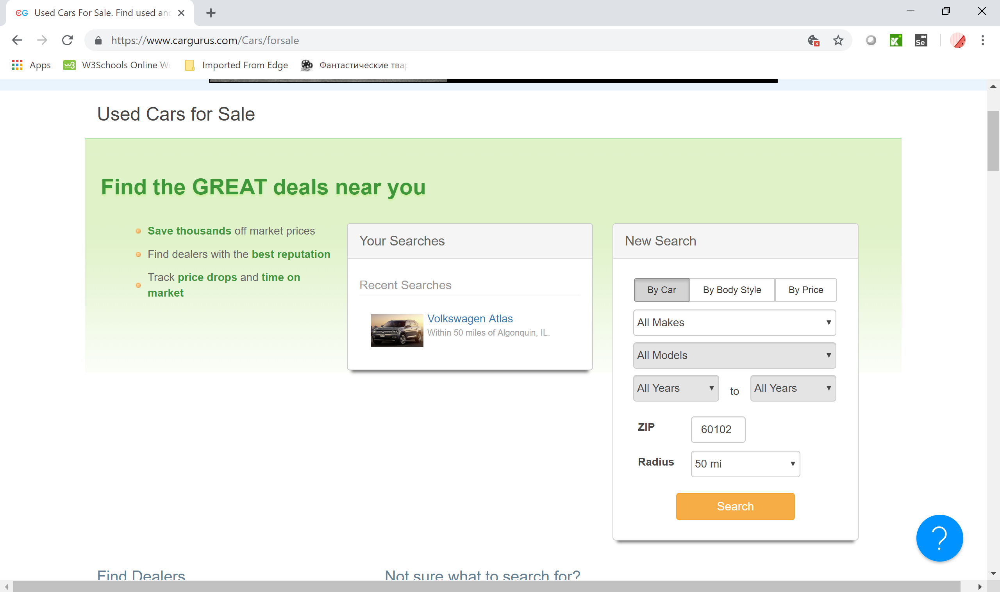 Used Cars For Sale. Find used and
https://www.cargurus.com/Cars/forsale
Apps
W3Schools Online We
Imported From Edge
Фантастические твар
Used Cars for Sale
Find the GREAT deals near you
Save thousands off market prices
Find dealers with the best reputation
Track price drops and time on
market
Your Searches
Recent Searches
Volkswagen Atlas
Within 50 miles of Algonquin, IL.
New Search
By Car
By Body Style
By Price
All Makes
All Models
All Years
to
All Years
ZIP
60102
Radius
50 mi
Search
?
Find Dealers
Not sure what to search for?
Se